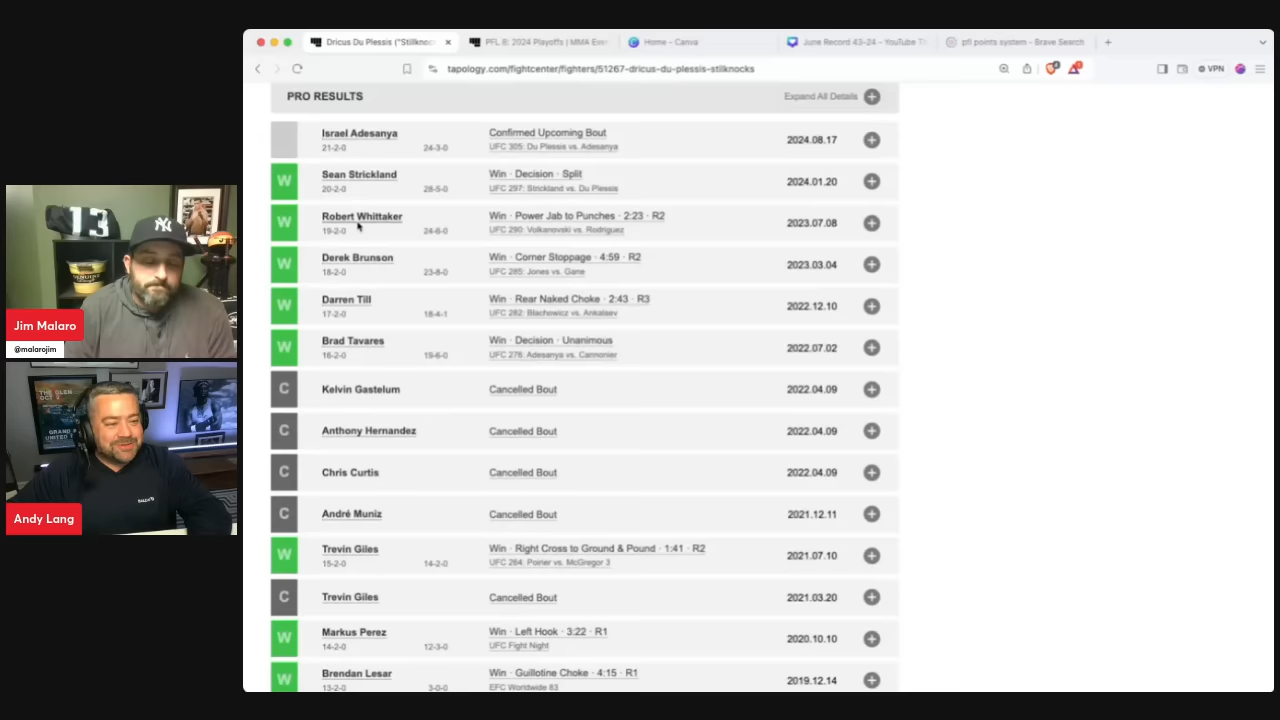 Dricus Du Plessis ("Stillknoc
PFL 8: 2024 Playoffs | MMA Eve
Home – Canva
June Record 43-24 – YouTube T
pfl points system – Brave Search
tapology.com/fightcenter/fighters/51267-dricus-du-plessis-stilknocks
VPN
PRO RESULTS
Expand All Details
Israel Adesanya
Confirmed Upcoming Bout
2024.08.17
21-2-0
24-3-0
UFC 305: Du Plessis vs. Adesanya
W
Sean Strickland
Win · Decision · Split
2024.01.20
20-2-0
28-5-0
UFC 297: Strickland vs. Du Plessis
W
Robert Whittaker
Win · Power Jab to Punches · 2:23 · R2
2023.07.08
19-2-0
24-6-0
UFC 290: Volkanovski vs. Rodriguez
W
Derek Brunson
Win · Corner Stoppage · 4:59 · R2
2023.03.04
18-2-0
23-8-0
UFC 285: Jones vs. Gane
W
Darren Till
Win · Rear Naked Choke · 2:43 · R3
2022.12.10
17-2-0
18-4-1
UFC 282: Blachowicz vs. Ankalaev
W
Brad Tavares
Win · Decision · Unanimous
2022.07.02
16-2-0
19-6-0
UFC 276: Adesanya vs. Cannonier
C
Kelvin Gastelum
Cancelled Bout
2022.04.09
C
Anthony Hernandez
Cancelled Bout
2022.04.09
C
Chris Curtis
Cancelled Bout
2022.04.09
C
André Muniz
Cancelled Bout
2021.12.11
W
Trevin Giles
Win · Right Cross to Ground & Pound · 1:41 · R2
2021.07.10
15-2-0
14-2-0
UFC 264: Poirier vs. McGregor 3
C
Trevin Giles
Cancelled Bout
2021.03.20
W
Markus Perez
Win · Left Hook · 3:22 · R1
2020.10.10
14-2-0
12-3-0
UFC Fight Night
W
Brendan Lesar
Win · Guillotine Choke · 4:15 · R1
2019.12.14
13-2-0
3-0-0
EFC Worldwide 83
13
GENUINE
Jim Malaro
@malarojim
THE GLEN
OCT
GRAND
UNITED
Andy Lang